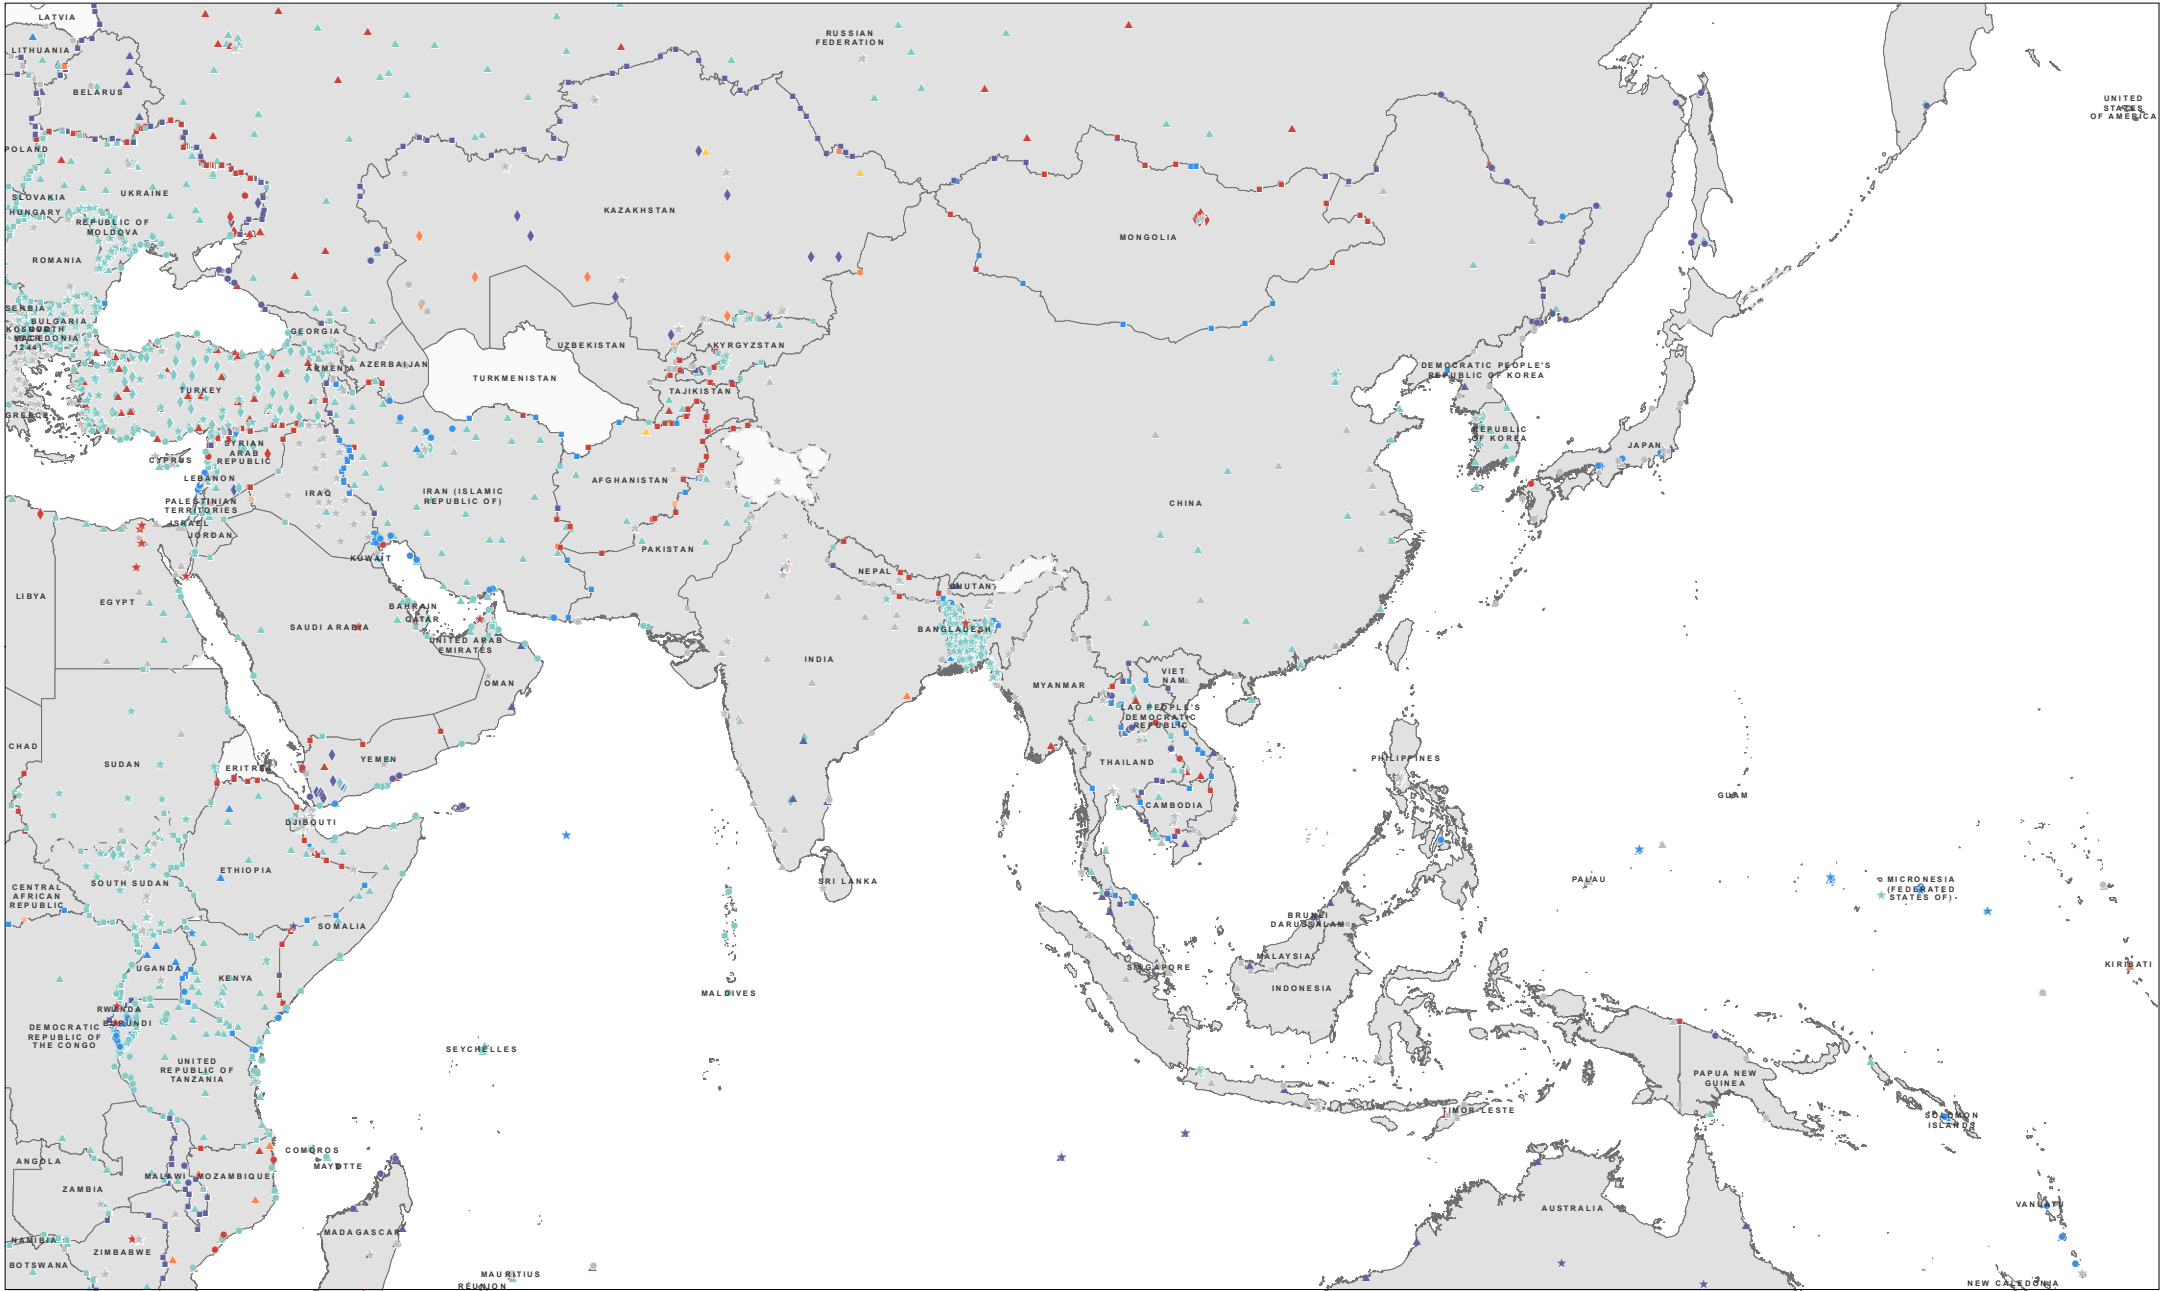 LATVIA
LITHUANIA
BELARUS
RUSSIAN
FEDERATION
UNITED
STATES
OF AMERICA
POLAND
SLOVAKIA
HUNGARY
UKRAINE
REPUBLIC OF
MOLDOVA
ROMANIA
KAZAKHSTAN
MONGOLIA
SERBIA
BULGARIA
MACEDONIA
1244)
GEORGIA
ARMENIA
AZERBAIJAN
UZBEKISTAN
KYRGYZSTAN
TURKMENISTAN
TAJIKISTAN
TURKEY
GREECE
DEMOCRATIC PEOPLE'S
REPUBLIC OF KOREA
REPUBLIC
OF KOREA
JAPAN
CYPRUS
SYRIAN
ARAB
REPUBLIC
LEBANON
PALESTINIAN
TERRITORIES
ISRAEL
JORDAN
IRAQ
IRAN (ISLAMIC
REPUBLIC OF)
AFGHANISTAN
PAKISTAN
CHINA
KUWAIT
NEPAL
BHUTAN
LIBYA
EGYPT
SAUDI ARABIA
BAHRAIN
QATAR
UNITED ARAB
EMIRATES
OMAN
BANGLADESH
INDIA
MYANMAR
VIET
NAM
LAO PEOPLE'S
DEMOCRATIC
REPUBLIC
CHAD
SUDAN
ERITREA
YEMEN
THAILAND
CAMBODIA
PHILIPPINES
GUAM
DJIBOUTI
ETHIOPIA
SOUTH SUDAN
CENTRAL
AFRICAN
REPUBLIC
SOMALIA
SRI LANKA
PALAU
MICRONESIA
(FEDERATED
STATES OF)
BRUNEI
DARUSSALAM
MALAYSIA
SINGAPORE
INDONESIA
KIRIBATI
UGANDA
KENYA
RWANDA
BURUNDI
DEMOCRATIC
REPUBLIC OF
THE CONGO
MALDIVES
SEYCHELLES
UNITED
REPUBLIC OF
TANZANIA
PAPUA NEW
GUINEA
TIMOR-LESTE
SOLOMON
ISLANDS
ANGOLA
COMOROS
MAYOTTE
MALAWI
MOZAMBIQUE
ZAMBIA
MADAGASCAR
AUSTRALIA
VANUATU
NAMIBIA
ZIMBABWE
BOTSWANA
MAURITIUS
RÉUNION
NEW CALEDONIA